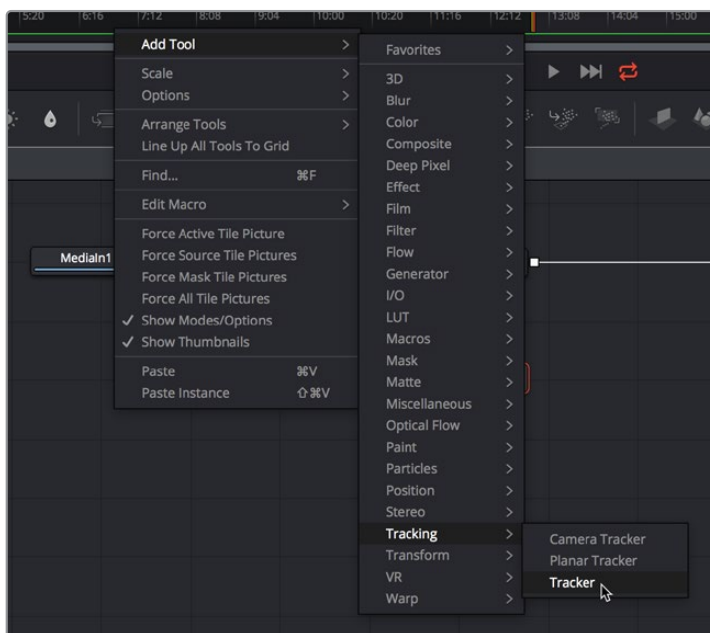 5:20 6:16 7:12 8:08 9:04 10:00 10:20 11:16 12:12 13:08 14:04 15:00
Add Tool
Scale
Options
Arrange Tools
Line Up All Tools To Grid
Find... ⌘F
Edit Macro
Force Active Tile Picture
Force Source Tile Pictures
Force Mask Tile Pictures
Force All Tile Pictures
Show Modes/Options
Show Thumbnails
Paste ⌘V
Paste Instance ⇧⌘V
MediaIn1
Favorites
3D
Blur
Color
Composite
Deep Pixel
Effect
Film
Filter
Flow
Generator
I/O
LUT
Macros
Mask
Matte
Miscellaneous
Optical Flow
Paint
Particles
Position
Stereo
Tracking
Transform
VR
Warp
Camera Tracker
Planar Tracker
Tracker